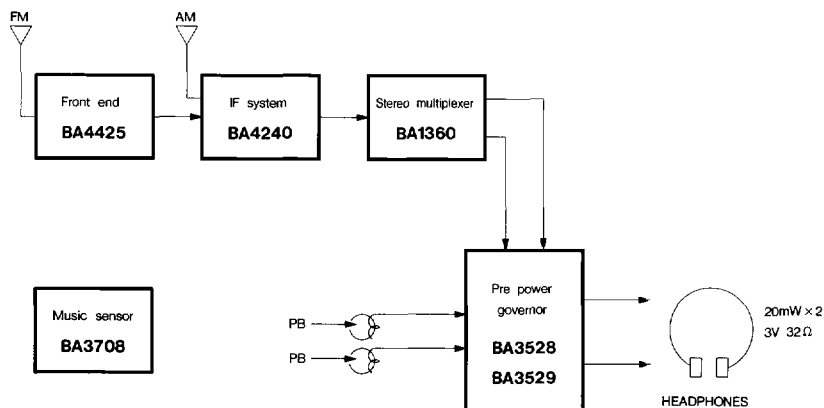 FM
AM
Front end
BA4425
IF system
BA4240
Stereo multiplexer
BA1360
Music sensor
BA3708
PB
PB
Pre power
governor
BA3528
BA3529
20mW×2
3V 32Ω
HEADPHONES